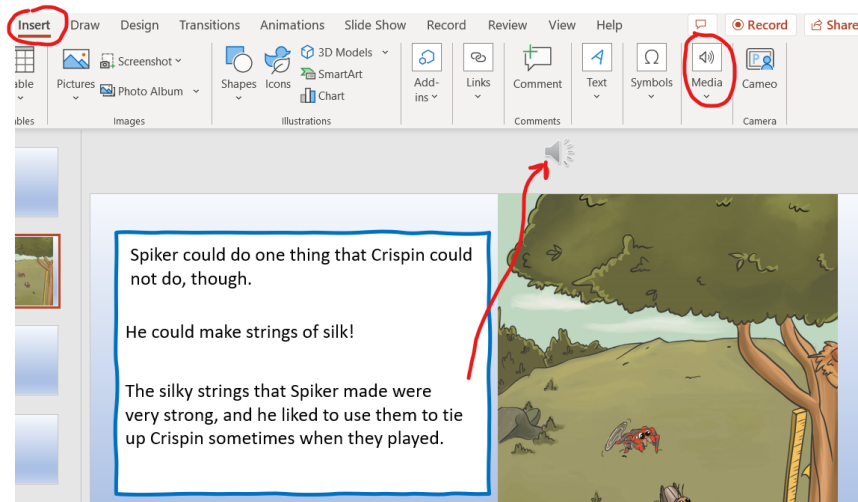 Insert Draw Design Transitions Animations Slide Show Record Review View Help Record Share
Screenshot
3D Models
SmartArt
Pictures
Photo Album
Shapes
Icons
Chart
Add-
ins
Links
Comment
Text
Symbols
Media
Cameo
Images
Illustrations
Comments
Camera
Spiker could do one thing that Crispin could
not do, though.
He could make strings of silk!
The silky strings that Spiker made were
very strong, and he liked to use them to tie
up Crispin sometimes when they played.